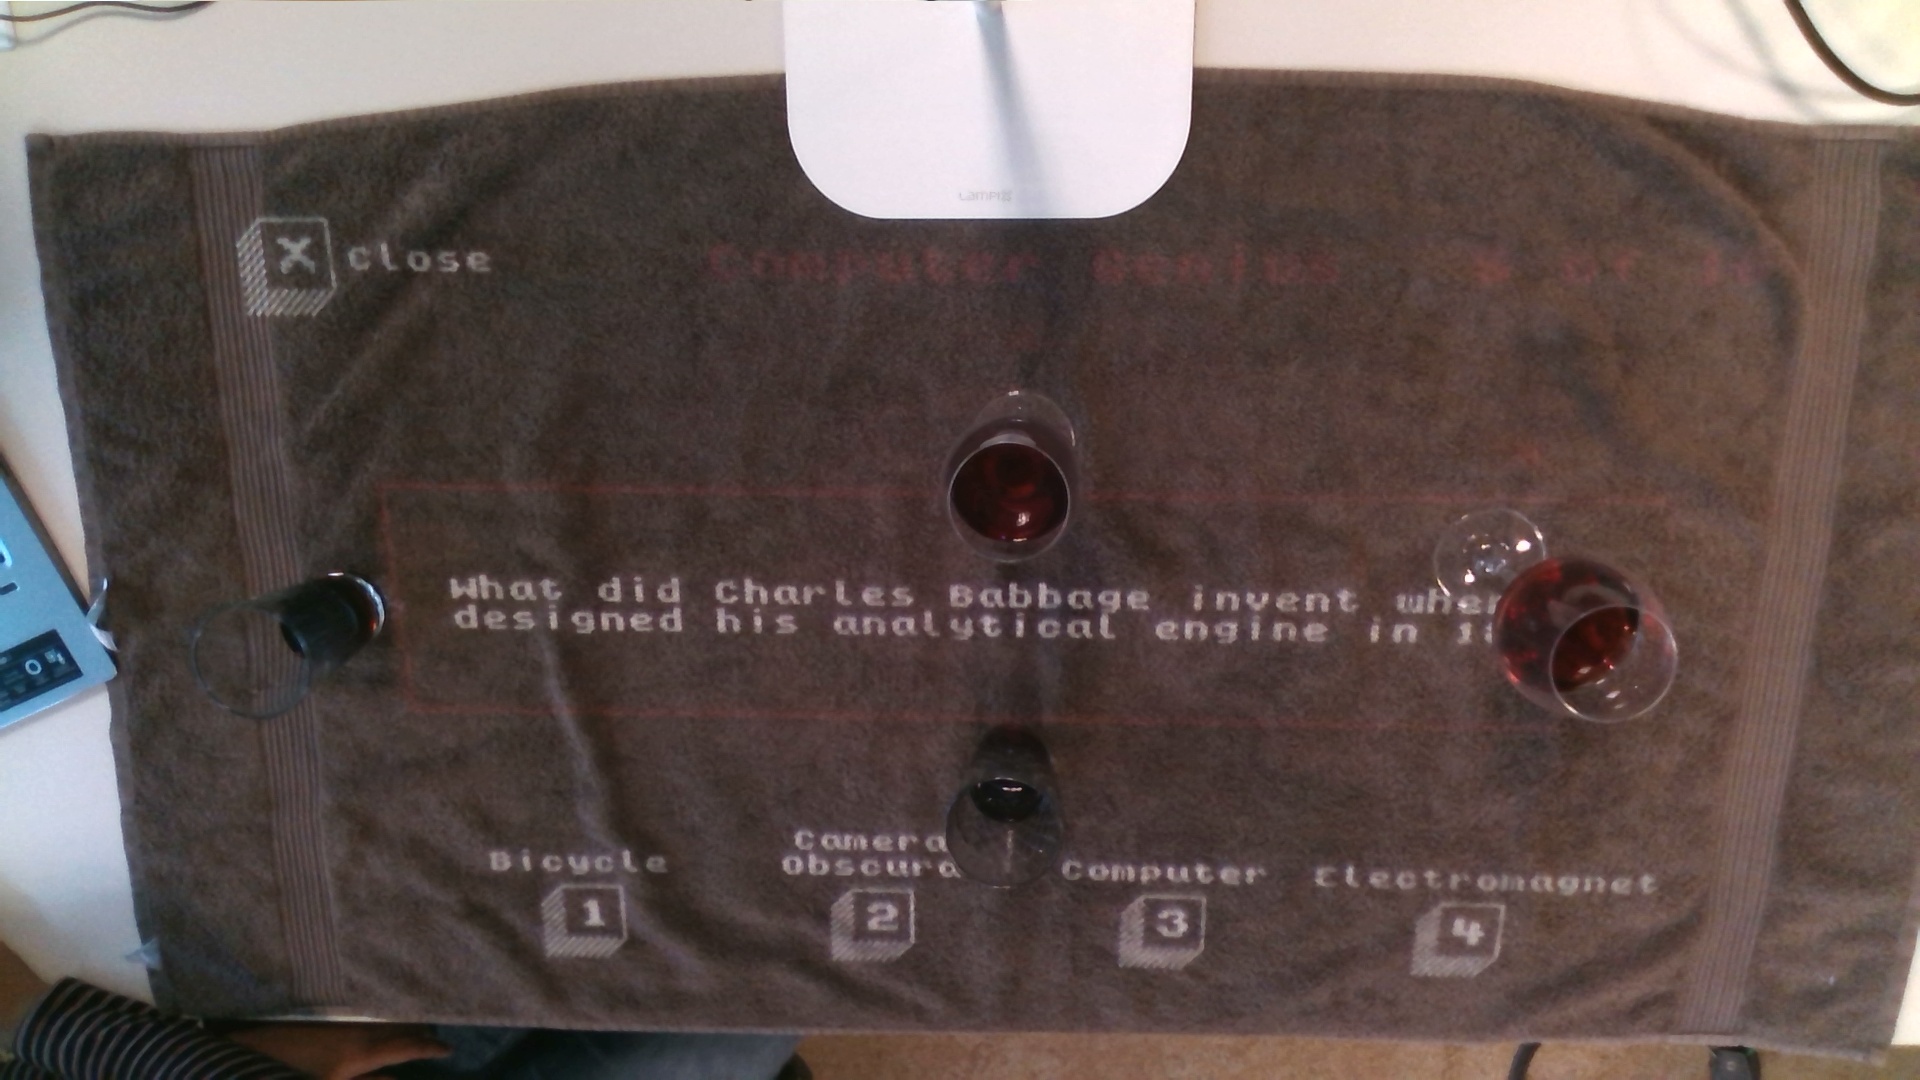 Lampix
X Close
Computer Genius
What did Charles Babbage invent
designed his analytical engine in
Bicycle
Camera
Obscura
Computer
Electromagnet
1
2
3
4